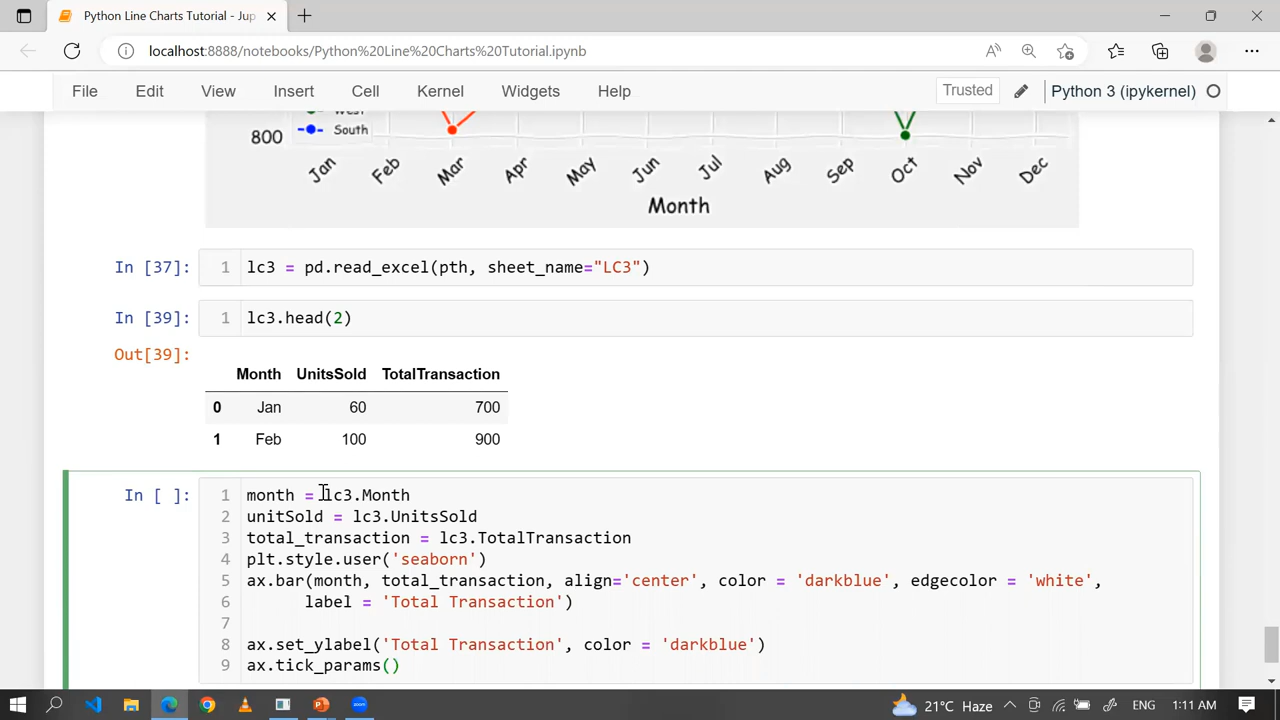 Python Line Charts Tutorial - Jup
localhost:8888/notebooks/Python%20Line%20Charts%20Tutorial.ipynb
File Edit View Insert Cell Kernel Widgets Help Trusted Python 3 (ipykernel)
West
South
800
Jan Feb Mar Apr May Jun Jul Aug Sep Oct Nov Dec
Month
In [37]: 1 lc3 = pd.read_excel(pth, sheet_name="LC3")
In [39]: 1 lc3.head(2)
Out[39]:
Month UnitsSold TotalTransaction
0 Jan 60 700
1 Feb 100 900
In [ ]: 1 month = lc3.Month
2 unitSold = lc3.UnitsSold
3 total_transaction = lc3.TotalTransaction
4 plt.style.user('seaborn')
5 ax.bar(month, total_transaction, align='center', color = 'darkblue', edgecolor = 'white',
6 label = 'Total Transaction')
7
8 ax.set_ylabel('Total Transaction', color = 'darkblue')
9 ax.tick_params()
21°C Haze ENG 1:11 AM